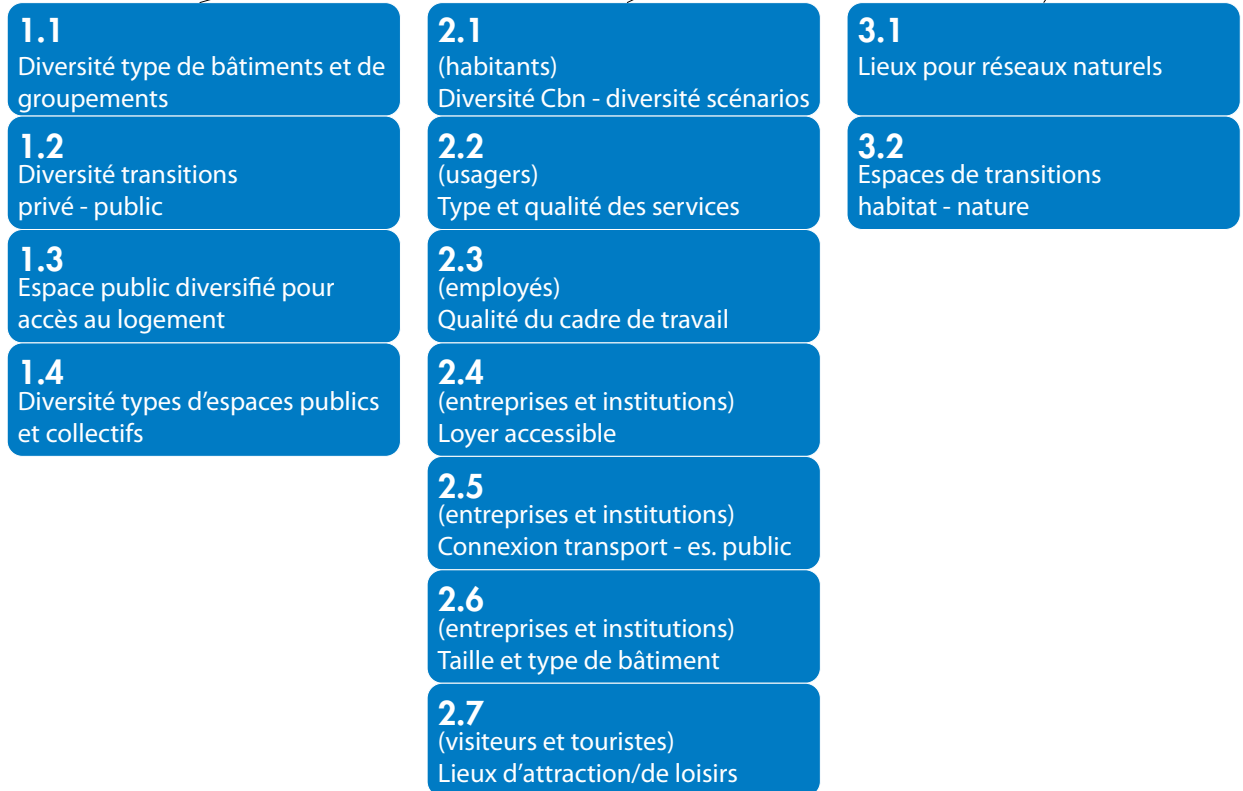 1.1
Diversité type de bâtiments et de
groupements
1.2
Diversité transitions
privé - public
1.3
Espace public diversifié pour
accès au logement
1.4
Diversité types d'espaces publics
et collectifs
2.1
(habitants)
Diversité Cbn - diversité scénarios
2.2
(usagers)
Type et qualité des services
2.3
(employés)
Qualité du cadre de travail
2.4
(entreprises et institutions)
Loyer accessible
2.5
(entreprises et institutions)
Connexion transport - es. public
2.6
(entreprises et institutions)
Taille et type de bâtiment
2.7
(visiteurs et touristes)
Lieux d'attraction/de loisirs
3.1
Lieux pour réseaux naturels
3.2
Espaces de transitions
habitat - nature